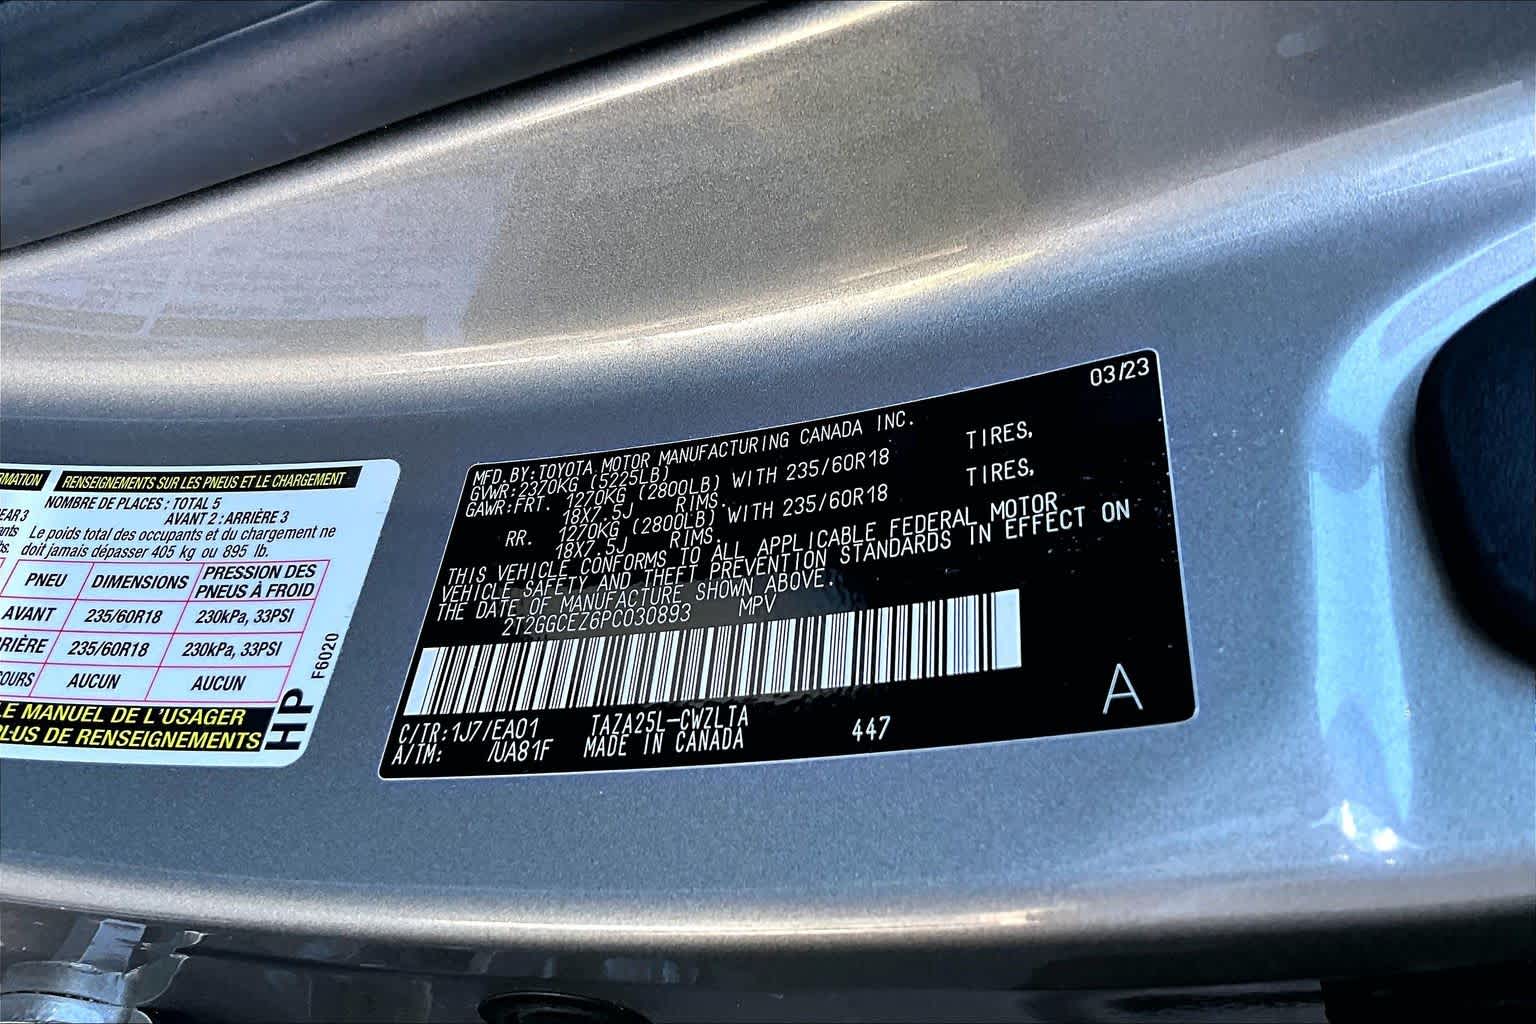 RENSEIGNEMENTS SUR LES PNEUS ET LE CHARGEMENT
NOMBRE DE PLACES : TOTAL 5
AVANT 2 : ARRIÈRE 3
Le poids total des occupants et du chargement ne
doit jamais dépasser 405 kg ou 895 lb.
PNEU DIMENSIONS PRESSION DES PNEUS À FROID
AVANT 235/60R18 230kPa, 33PSI
RIÈRE 235/60R18 230kPa, 33PSI
OURS AUCUN AUCUN
LE MANUEL DE L'USAGER
PLUS DE RENSEIGNEMENTS
HP
F6020
03/23
MFD. BY: TOYOTA MOTOR MANUFACTURING CANADA INC.
GVWR: 2370KG (5225LB)
GAWR: FRT. 1270KG (2800LB) WITH 235/60R18 TIRES,
18X7.5J RIMS.
RR. 1270KG (2800LB) WITH 235/60R18 TIRES,
18X7.5J RIMS.
THIS VEHICLE CONFORMS TO ALL APPLICABLE FEDERAL MOTOR
VEHICLE SAFETY AND THEFT PREVENTION STANDARDS IN EFFECT ON
THE DATE OF MANUFACTURE SHOWN ABOVE.
2T2GGCEZ6PC030893 MPV
C/TR: 1J7/EA01 TAZA25L-CWZLTA 447
A/TM: /UA81F MADE IN CANADA
A